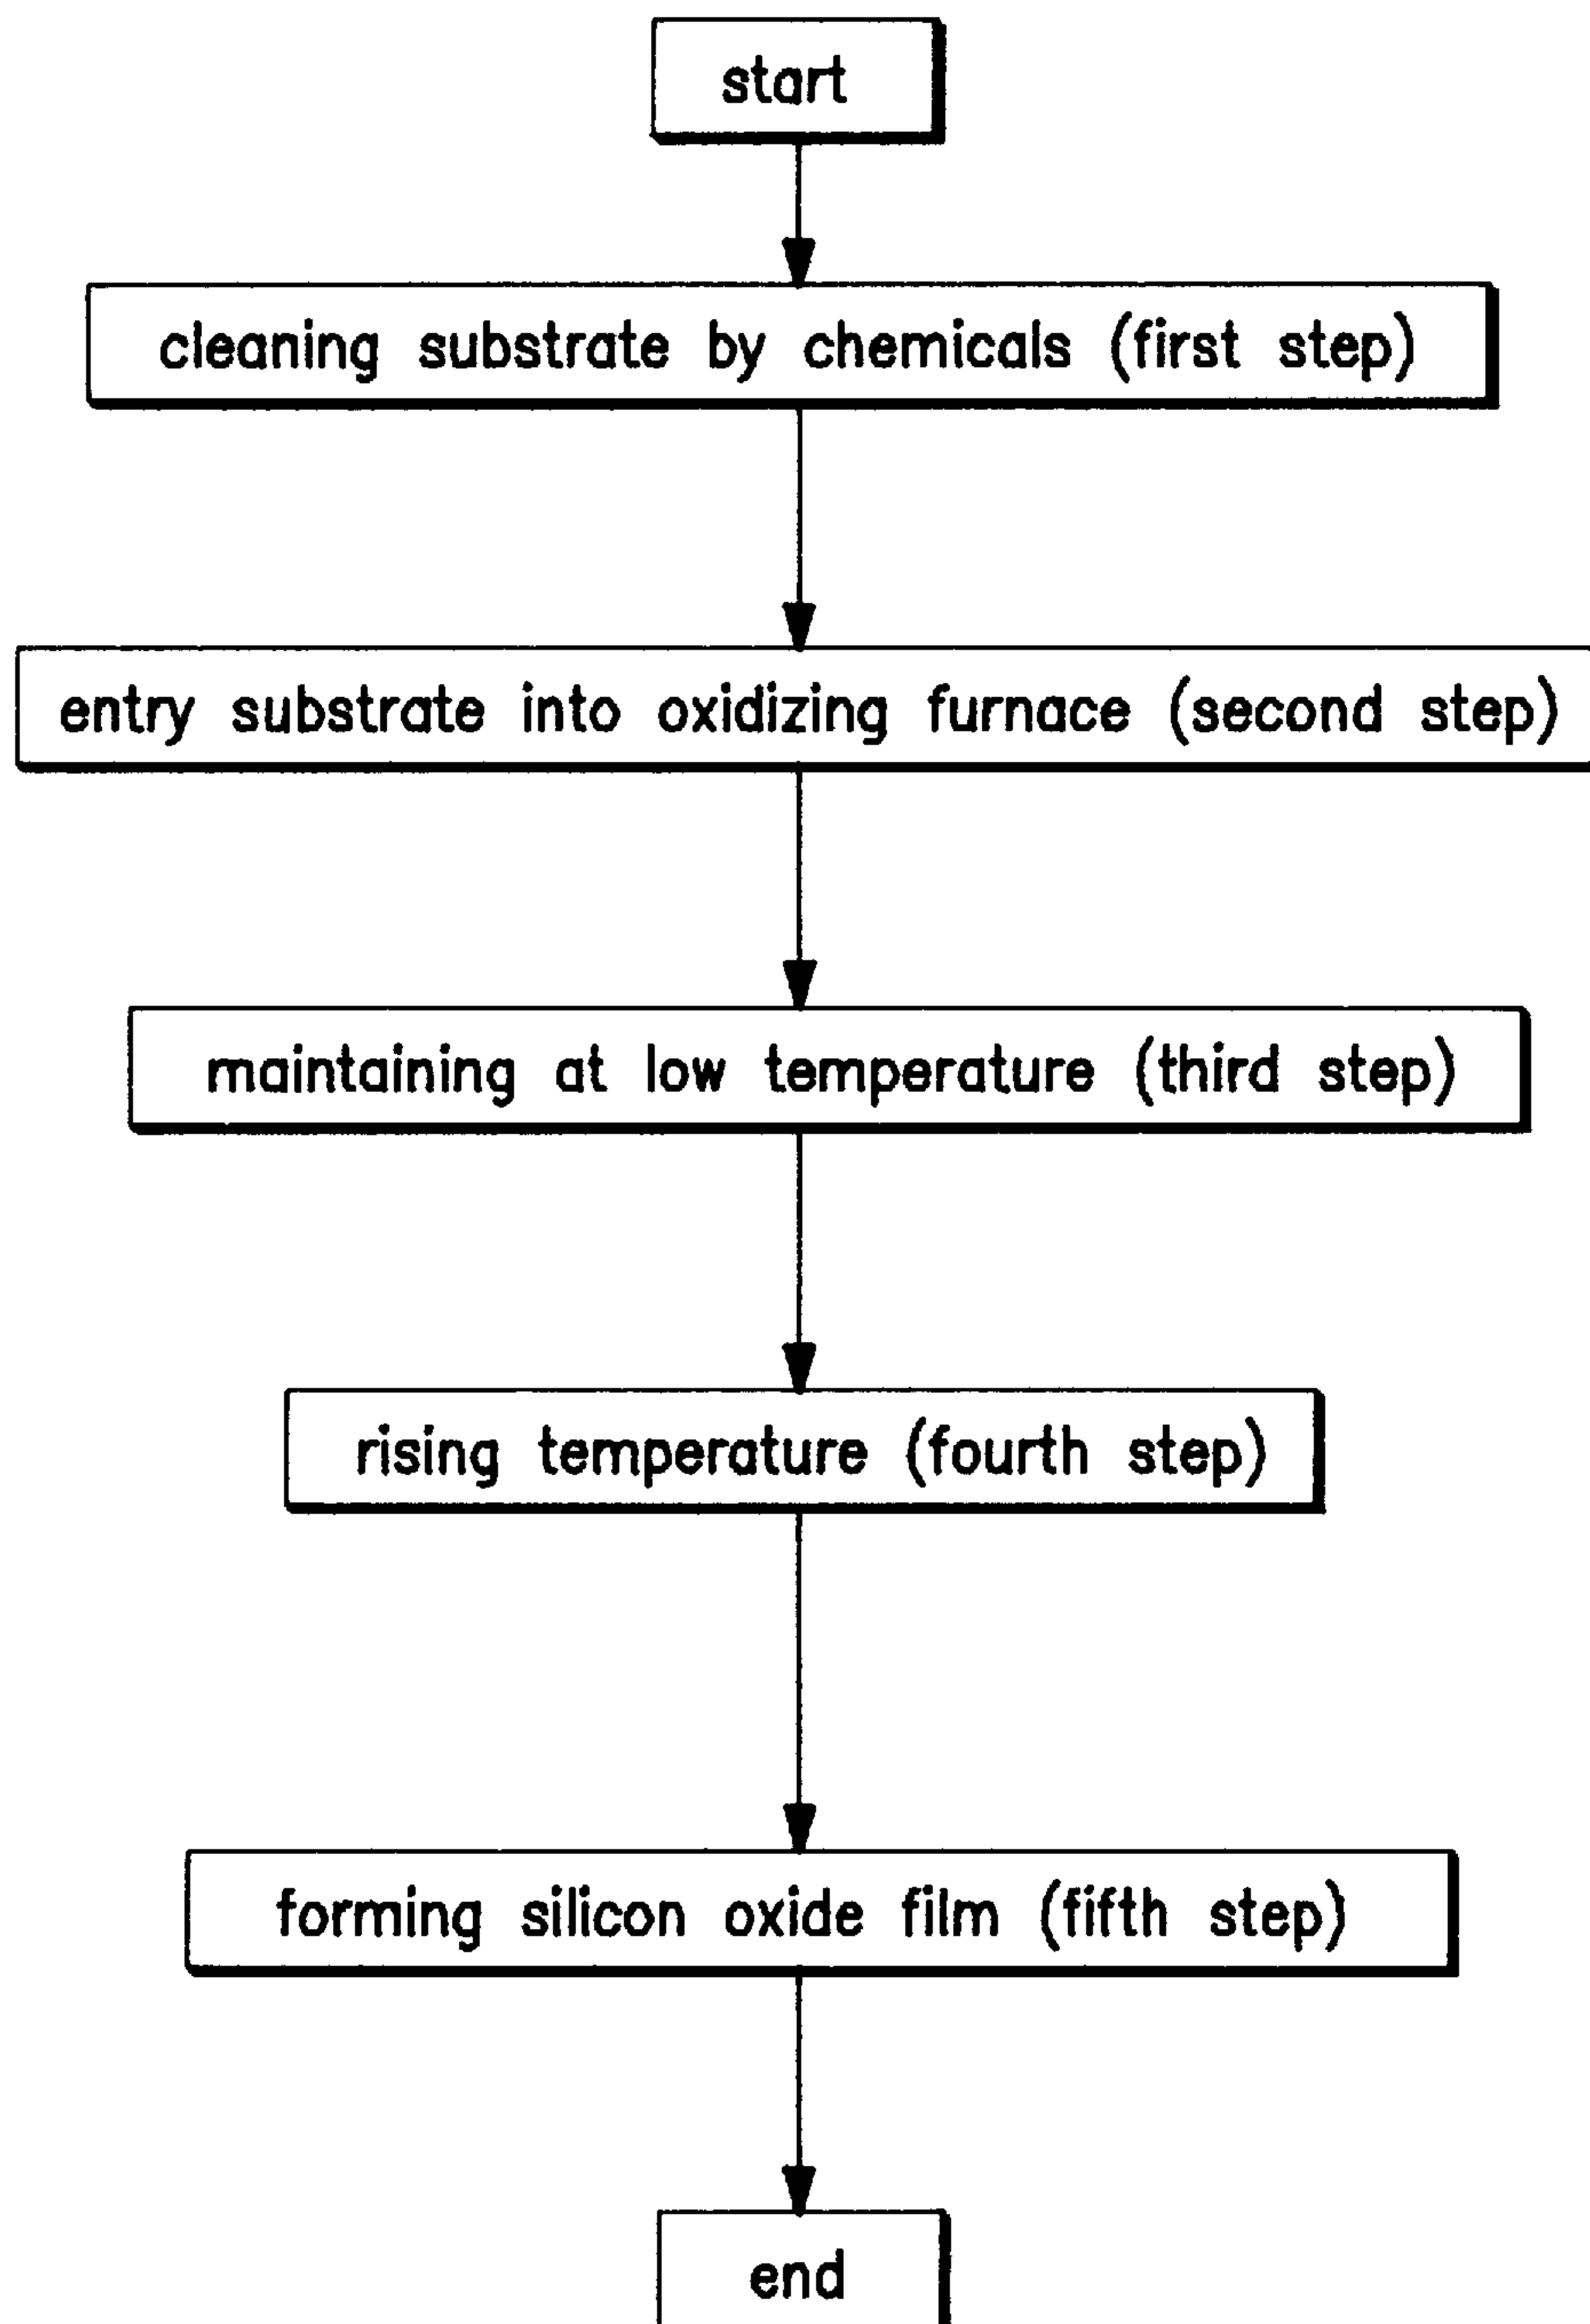 start
cleaning substrate by chemicals (first step)
entry substrate into oxidizing furnace (second step)
maintaining at low temperature (third step)
rising temperature (fourth step)
forming silicon oxide film (fifth step)
end